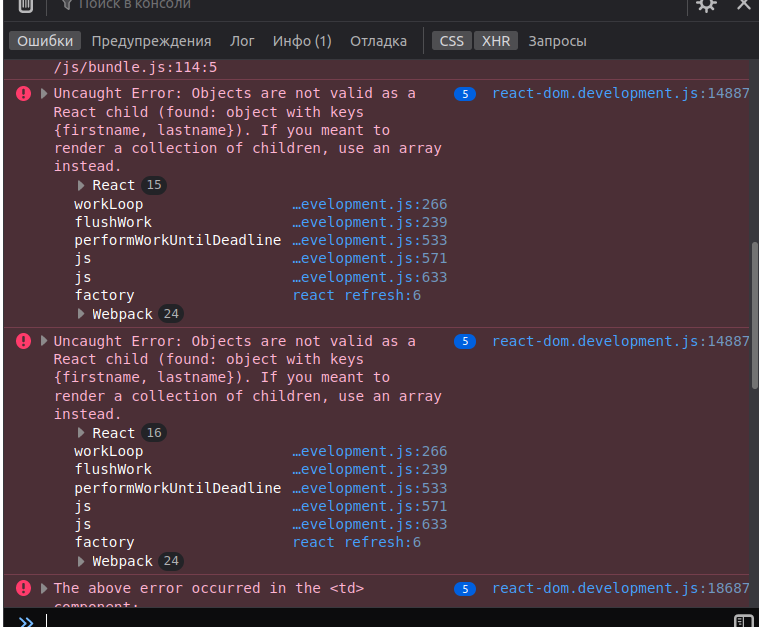 Поиск в консоли
Ошибки Предупреждения Лог Инфо (1) Отладка CSS XHR Запросы
/js/bundle.js:114:5
Uncaught Error: Objects are not valid as a 5 react-dom.development.js:14887
React child (found: object with keys
{firstname, lastname}). If you meant to
render a collection of children, use an array
instead.
React 15
workLoop …evelopment.js:266
flushWork …evelopment.js:239
performWorkUntilDeadline …evelopment.js:533
js …evelopment.js:571
js …evelopment.js:633
factory react refresh:6
Webpack 24
Uncaught Error: Objects are not valid as a 5 react-dom.development.js:14887
React child (found: object with keys
{firstname, lastname}). If you meant to
render a collection of children, use an array
instead.
React 16
workLoop …evelopment.js:266
flushWork …evelopment.js:239
performWorkUntilDeadline …evelopment.js:533
js …evelopment.js:571
js …evelopment.js:633
factory react refresh:6
Webpack 24
The above error occurred in the <td> 5 react-dom.development.js:18687
component: